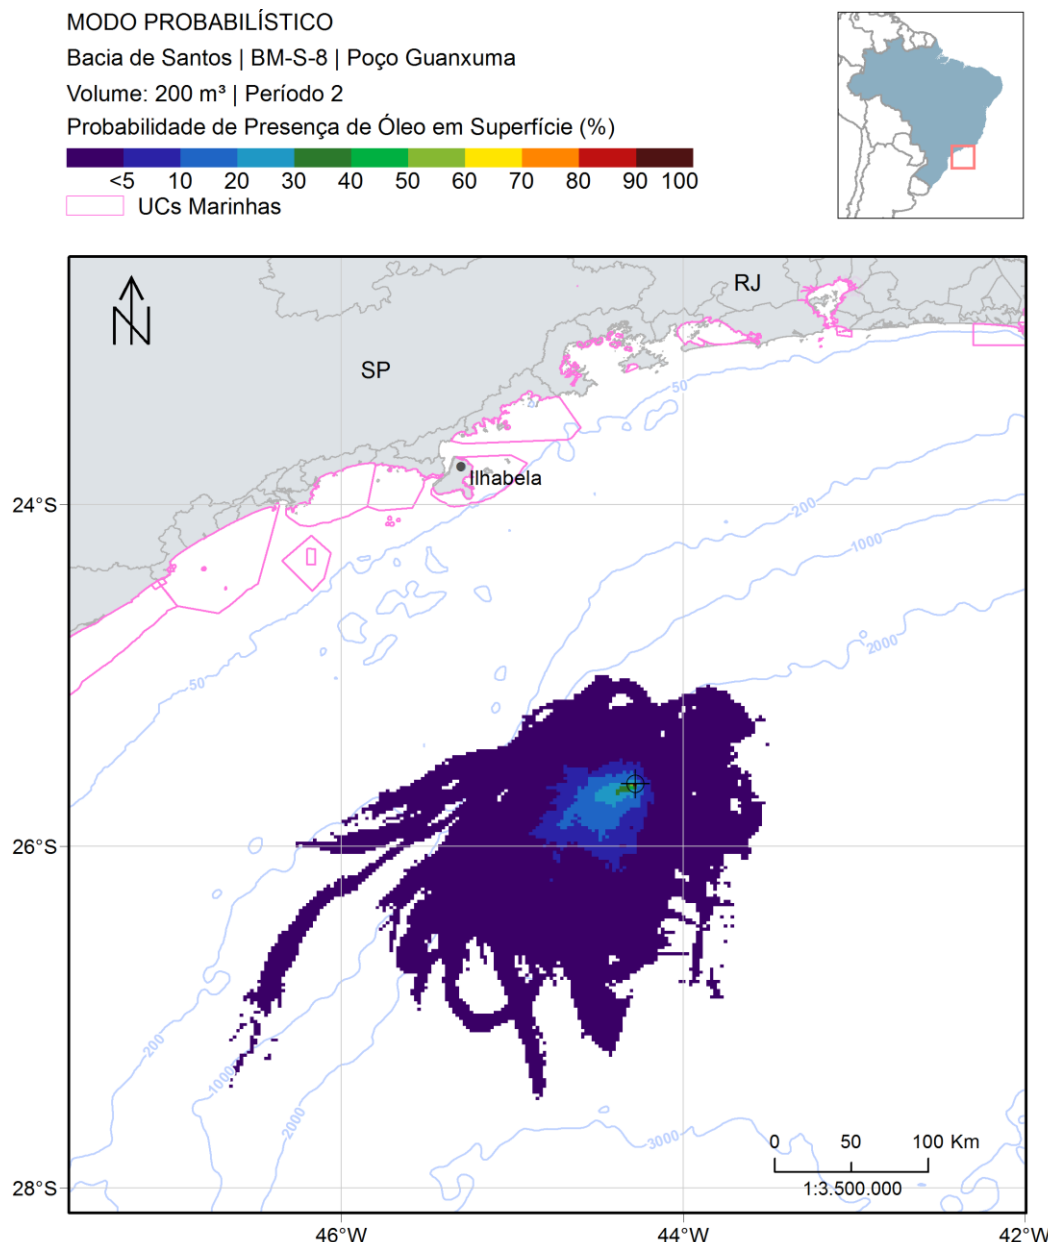 MODO PROBABILÍSTICO
Bacia de Santos | BM-S-8 | Poço Guanxuma
Volume: 200 m³ | Período 2
Probabilidade de Presença de Óleo em Superfície (%)
<5 10 20 30 40 50 60 70 80 90 100
UCs Marinhas
N
RJ
SP
50
Ilhabela
24°S
200
1000
2000
50
26°S
200
1000
2000
3000
0 50 100 Km
1:3.500.000
28°S
46°W 44°W 42°W